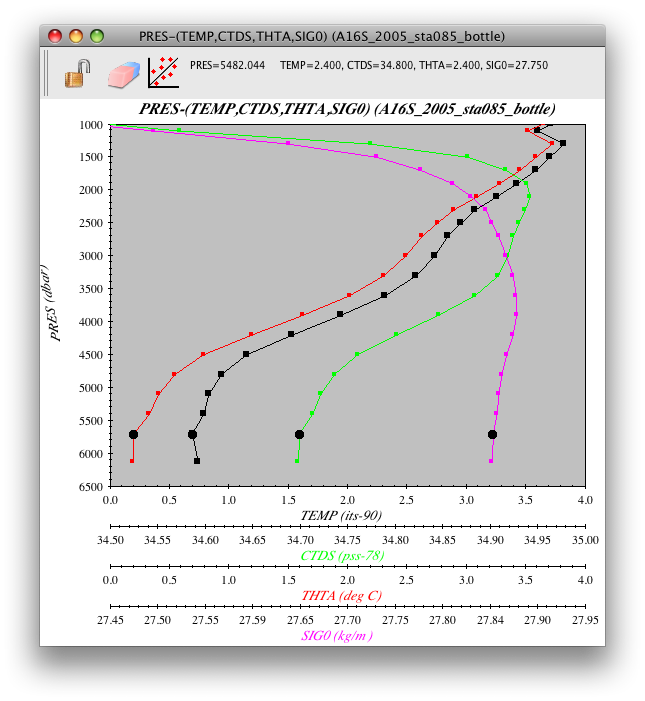 PRES-(TEMP,CTDS,THTA,SIG0) (A16S_2005_sta085_bottle)
PRES=5482.044 TEMP=2.400, CTDS=34.800, THTA=2.400, SIG0=27.750
PRES-(TEMP,CTDS,THTA,SIG0) (A16S_2005_sta085_bottle)
1000
1500
2000
2500
3000
3500
4000
4500
5000
5500
6000
6500
PRES (dbar)
0.0 0.5 1.0 1.5 2.0 2.5 3.0 3.5 4.0
TEMP (its-90)
34.50 34.55 34.60 34.65 34.70 34.75 34.80 34.85 34.90 34.95 35.00
CTDS (pss-78)
0.0 0.5 1.0 1.5 2.0 2.5 3.0 3.5 4.0
THTA (deg C)
27.45 27.50 27.55 27.59 27.65 27.70 27.75 27.80 27.84 27.90 27.95
SIG0 (kg/m )